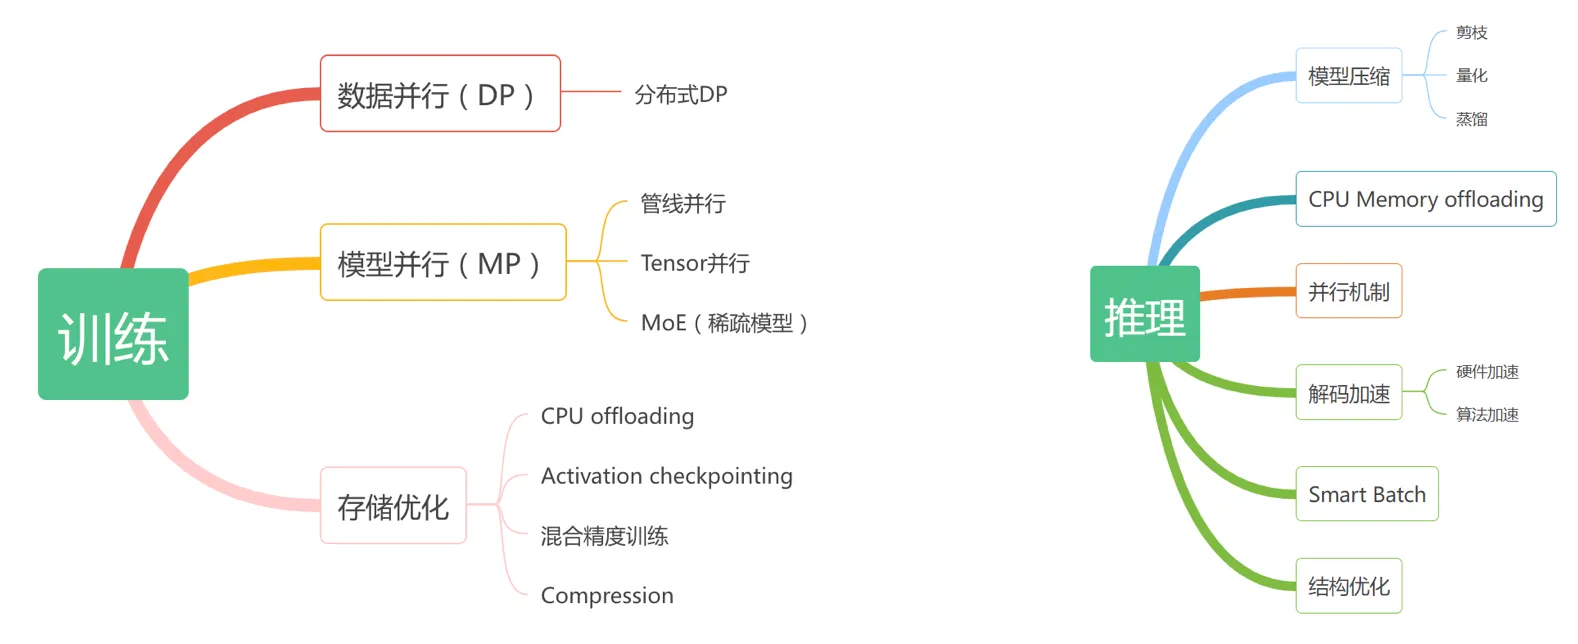 训练
数据并行（DP）
分布式DP
模型并行（MP）
管线并行
Tensor并行
MoE（稀疏模型）
存储优化
CPU offloading
Activation checkpointing
混合精度训练
Compression
推理
模型压缩
剪枝
量化
蒸馏
CPU Memory offloading
并行机制
解码加速
硬件加速
算法加速
Smart Batch
结构优化